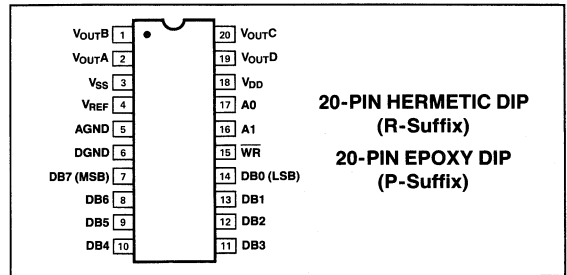 VOUTB 1 20 VOUTC
VOUTA 2 19 VOUTD
VSS 3 18 VDD
VREF 4 17 A0
AGND 5 16 A1
DGND 6 15 W̅R̅
DB7 (MSB) 7 14 DB0 (LSB)
DB6 8 13 DB1
DB5 9 12 DB2
DB4 10 11 DB3
20-PIN HERMETIC DIP
(R-Suffix)
20-PIN EPOXY DIP
(P-Suffix)